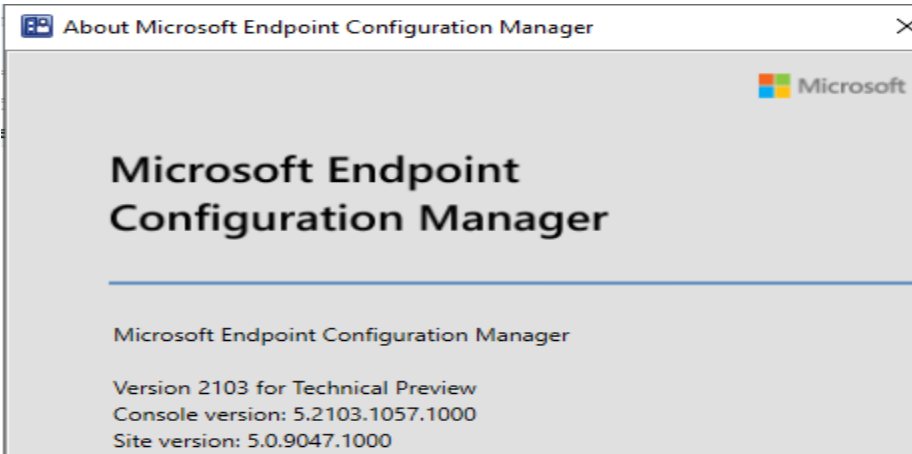 About Microsoft Endpoint Configuration Manager
Microsoft
Microsoft Endpoint
Configuration Manager
Microsoft Endpoint Configuration Manager
Version 2103 for Technical Preview
Console version: 5.2103.1057.1000
Site version: 5.0.9047.1000